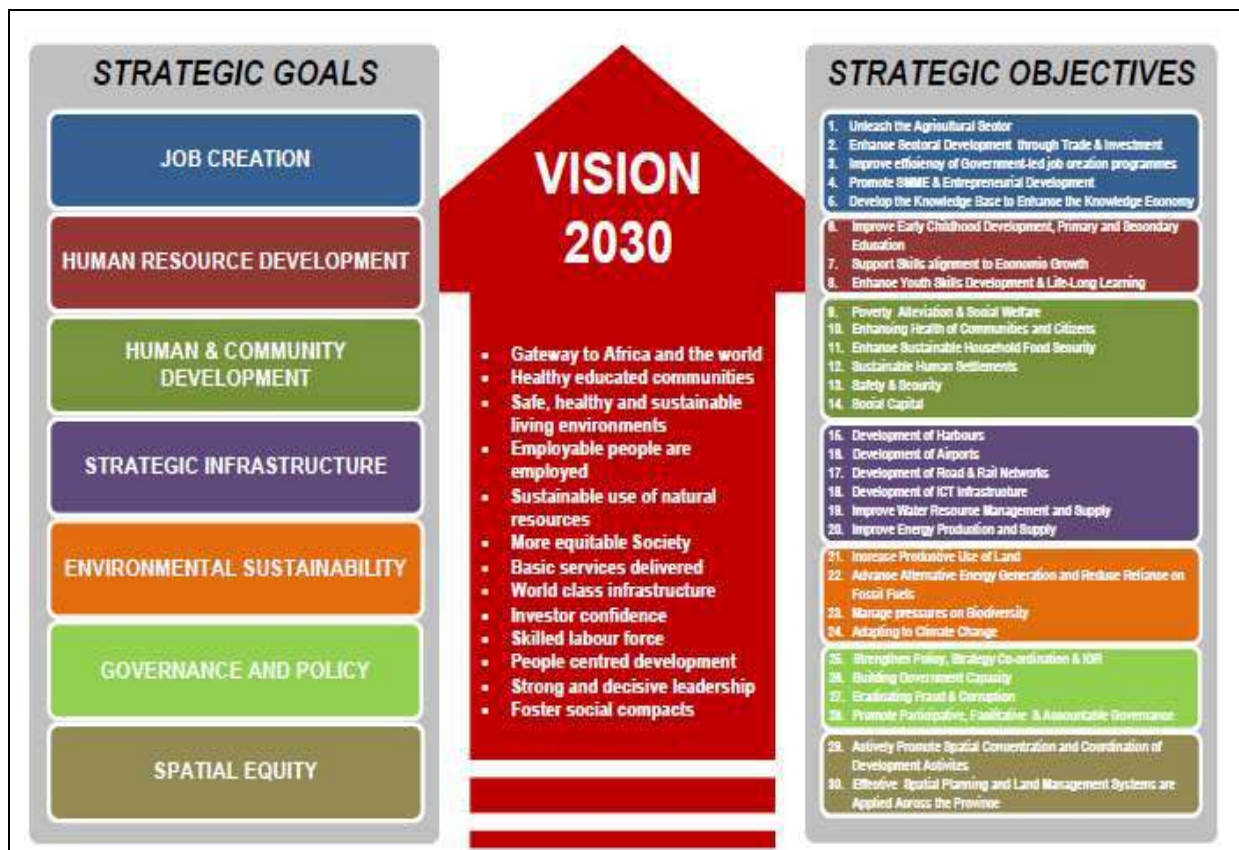 STRATEGIC GOALS
JOB CREATION
HUMAN RESOURCE DEVELOPMENT
HUMAN & COMMUNITY
DEVELOPMENT
STRATEGIC INFRASTRUCTURE
ENVIRONMENTAL SUSTAINABILITY
GOVERNANCE AND POLICY
SPATIAL EQUITY
VISION
2030
▪ Gateway to Africa and the world
▪ Healthy educated communities
▪ Safe, healthy and sustainable
living environments
▪ Employable people are
employed
▪ Sustainable use of natural
resources
▪ More equitable Society
▪ Basic services delivered
▪ World class infrastructure
▪ Investor confidence
▪ Skilled labour force
▪ People centred development
▪ Strong and decisive leadership
▪ Foster social compacts
STRATEGIC OBJECTIVES
1. Unleash the Agricultural Sector
2. Enhance Sectoral Development through Trade & Investment
3. Improve efficiency of Government-led job creation programmes
4. Promote SMME & Entrepreneurial Development
5. Develop the Knowledge Base to Enhance the Knowledge Economy
6. Improve Early Childhood Development, Primary and Secondary
Education
7. Support Skills alignment to Economic Growth
8. Enhance Youth Skills Development & Life-Long Learning
9. Poverty Alleviation & Social Welfare
10. Enhancing Health of Communities and Citizens
11. Enhance Sustainable Household Food Security
12. Sustainable Human Settlements
13. Safety & Security
14. Social Capital
15. Development of Harbours
16. Development of Airports
17. Development of Road & Rail Networks
18. Development of ICT Infrastructure
19. Improve Water Resource Management and Supply
20. Improve Energy Production and Supply
21. Increase Productive Use of Land
22. Advance Alternative Energy Generation and Reduce Reliance on
Fossil Fuels
23. Manage pressures on Biodiversity
24. Adapting to Climate Change
25. Strengthen Policy, Strategy Co-ordination & IGR
26. Building Government Capacity
27. Eradicating Fraud & Corruption
28. Promote Participative, Facilitative & Accountable Governance
29. Actively Promote Spatial Concentration and Coordination of
Development Activites
30. Effective Spatial Planning and Land Management Systems are
Applied Across the Province